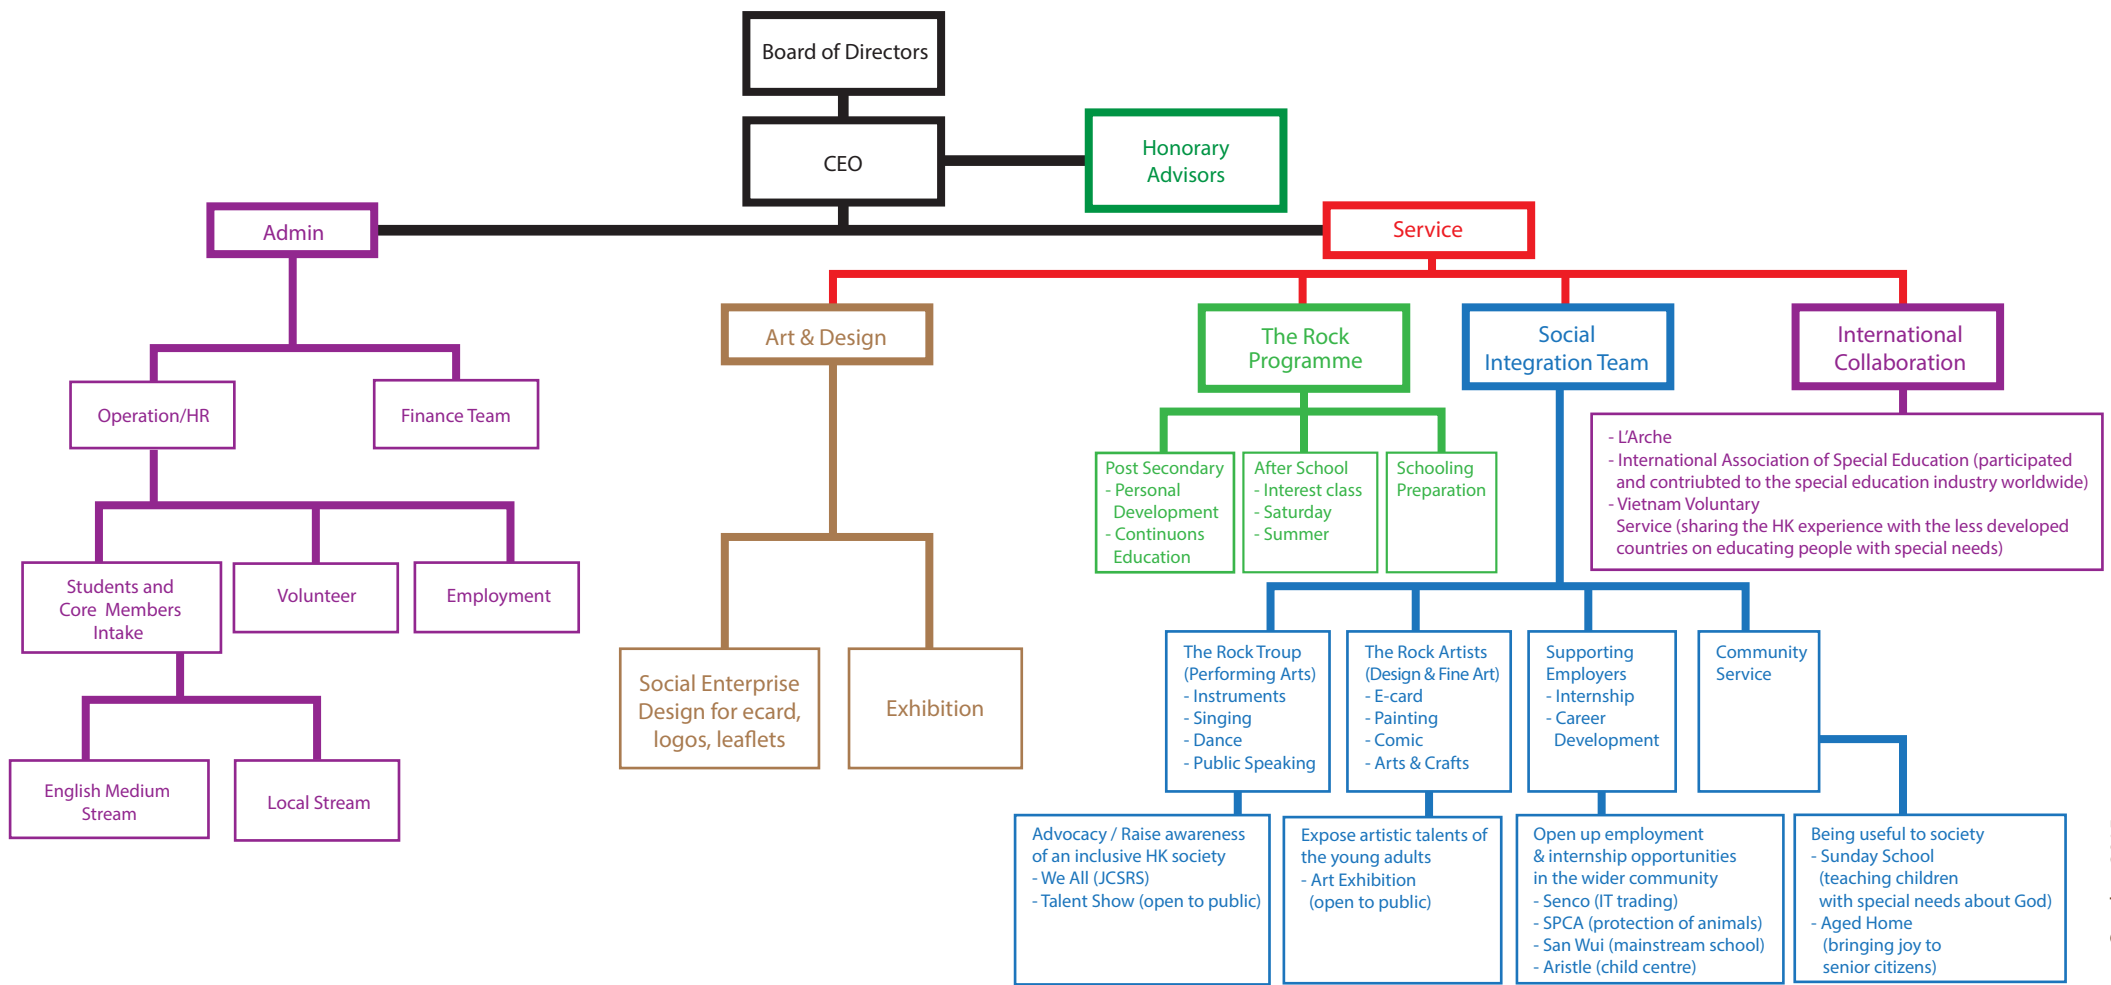 Board of Directors
CEO
Honorary
Advisors
Admin
Service
Art & Design
The Rock
Programme
Social
Integration Team
International
Collaboration
Operation/HR
Finance Team
Post Secondary
- Personal
Development
- Continuons
Education
After School
- Interest class
- Saturday
- Summer
Schooling
Preparation
- L'Arche
- International Association of Special Education (participated
and contriubted to the special education industry worldwide)
- Vietnam Voluntary
Service (sharing the HK experience with the less developed
countries on educating people with special needs)
Students and
Core Members
Intake
Volunteer
Employment
Social Enterprise
Design for ecard,
logos, leaflets
Exhibition
The Rock Troup
(Performing Arts)
- Instruments
- Singing
- Dance
- Public Speaking
The Rock Artists
(Design & Fine Art)
- E-card
- Painting
- Comic
- Arts & Crafts
Supporting
Employers
- Internship
- Career
Development
Community
Service
English Medium
Stream
Local Stream
Advocacy / Raise awareness
of an inclusive HK society
- We All (JCSRS)
- Talent Show (open to public)
Expose artistic talents of
the young adults
- Art Exhibition
(open to public)
Open up employment
& internship opportunities
in the wider community
- Senco (IT trading)
- SPCA (protection of animals)
- San Wui (mainstream school)
- Aristle (child centre)
Being useful to society
- Sunday School
(teaching children
with special needs about God)
- Aged Home
(bringing joy to
senior citizens)